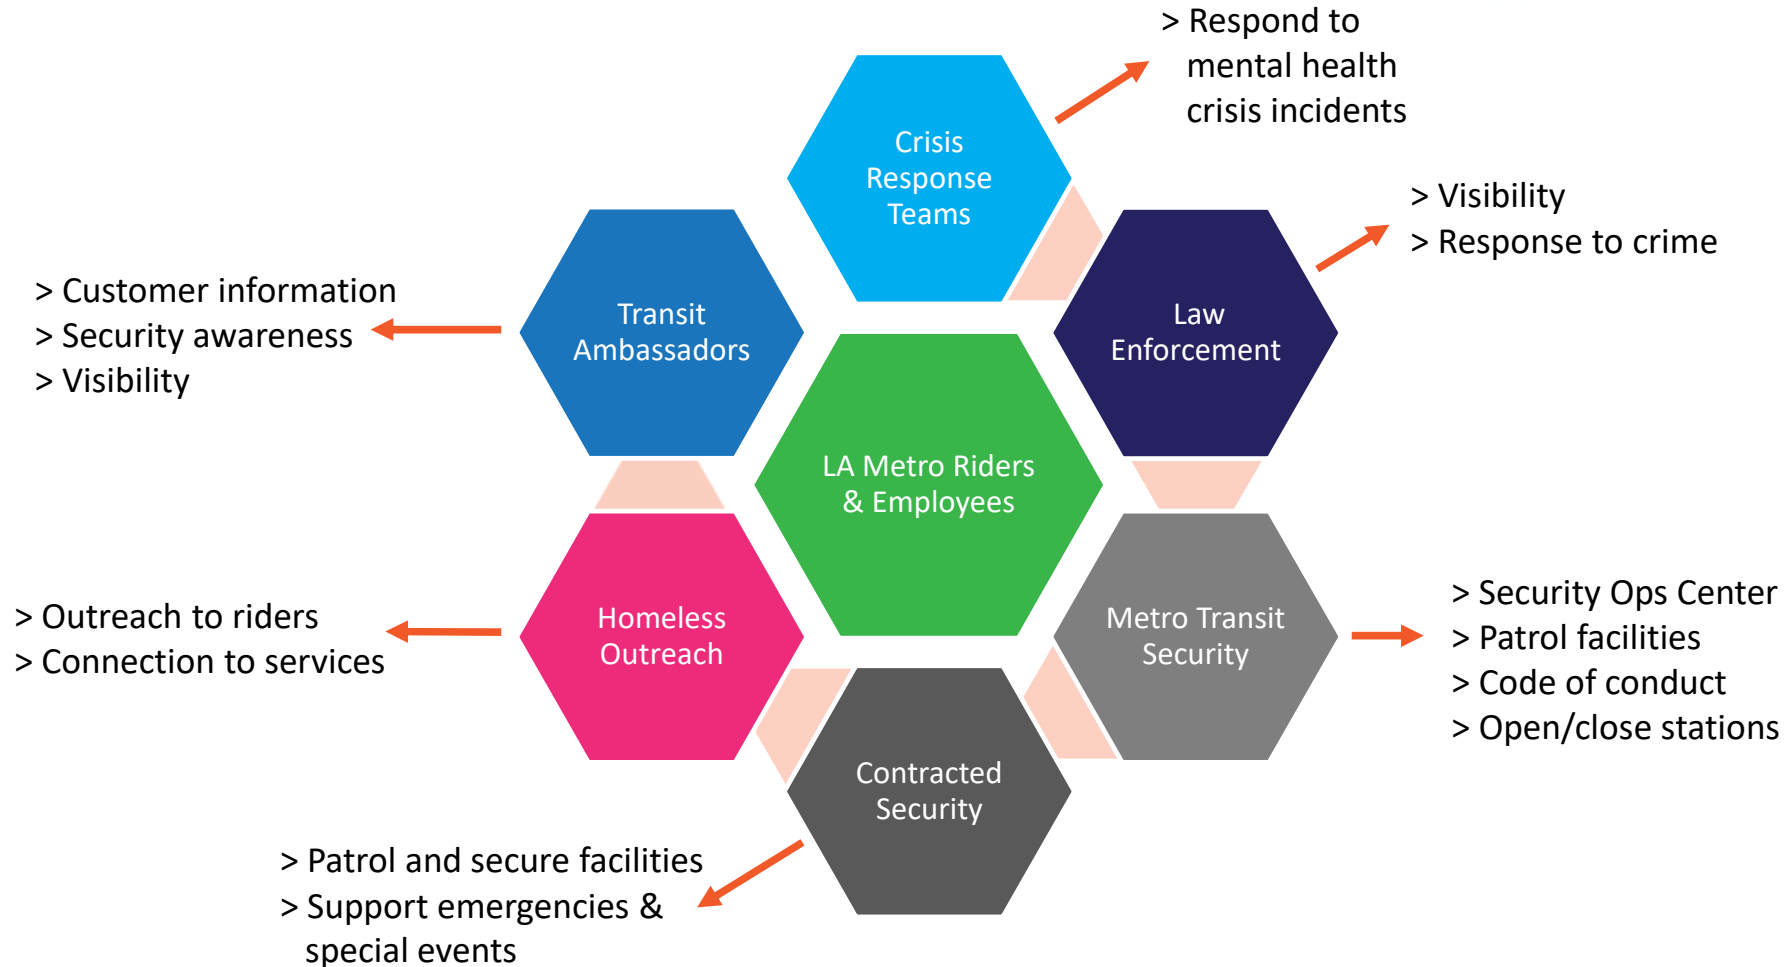 > Respond to
mental health
crisis incidents
Crisis
Response
Teams
> Visibility
> Response to crime
Law
Enforcement
> Customer information
> Security awareness
> Visibility
Transit
Ambassadors
LA Metro Riders
& Employees
> Outreach to riders
> Connection to services
Homeless
Outreach
Metro Transit
Security
> Security Ops Center
> Patrol facilities
> Code of conduct
> Open/close stations
Contracted
Security
> Patrol and secure facilities
> Support emergencies &
special events